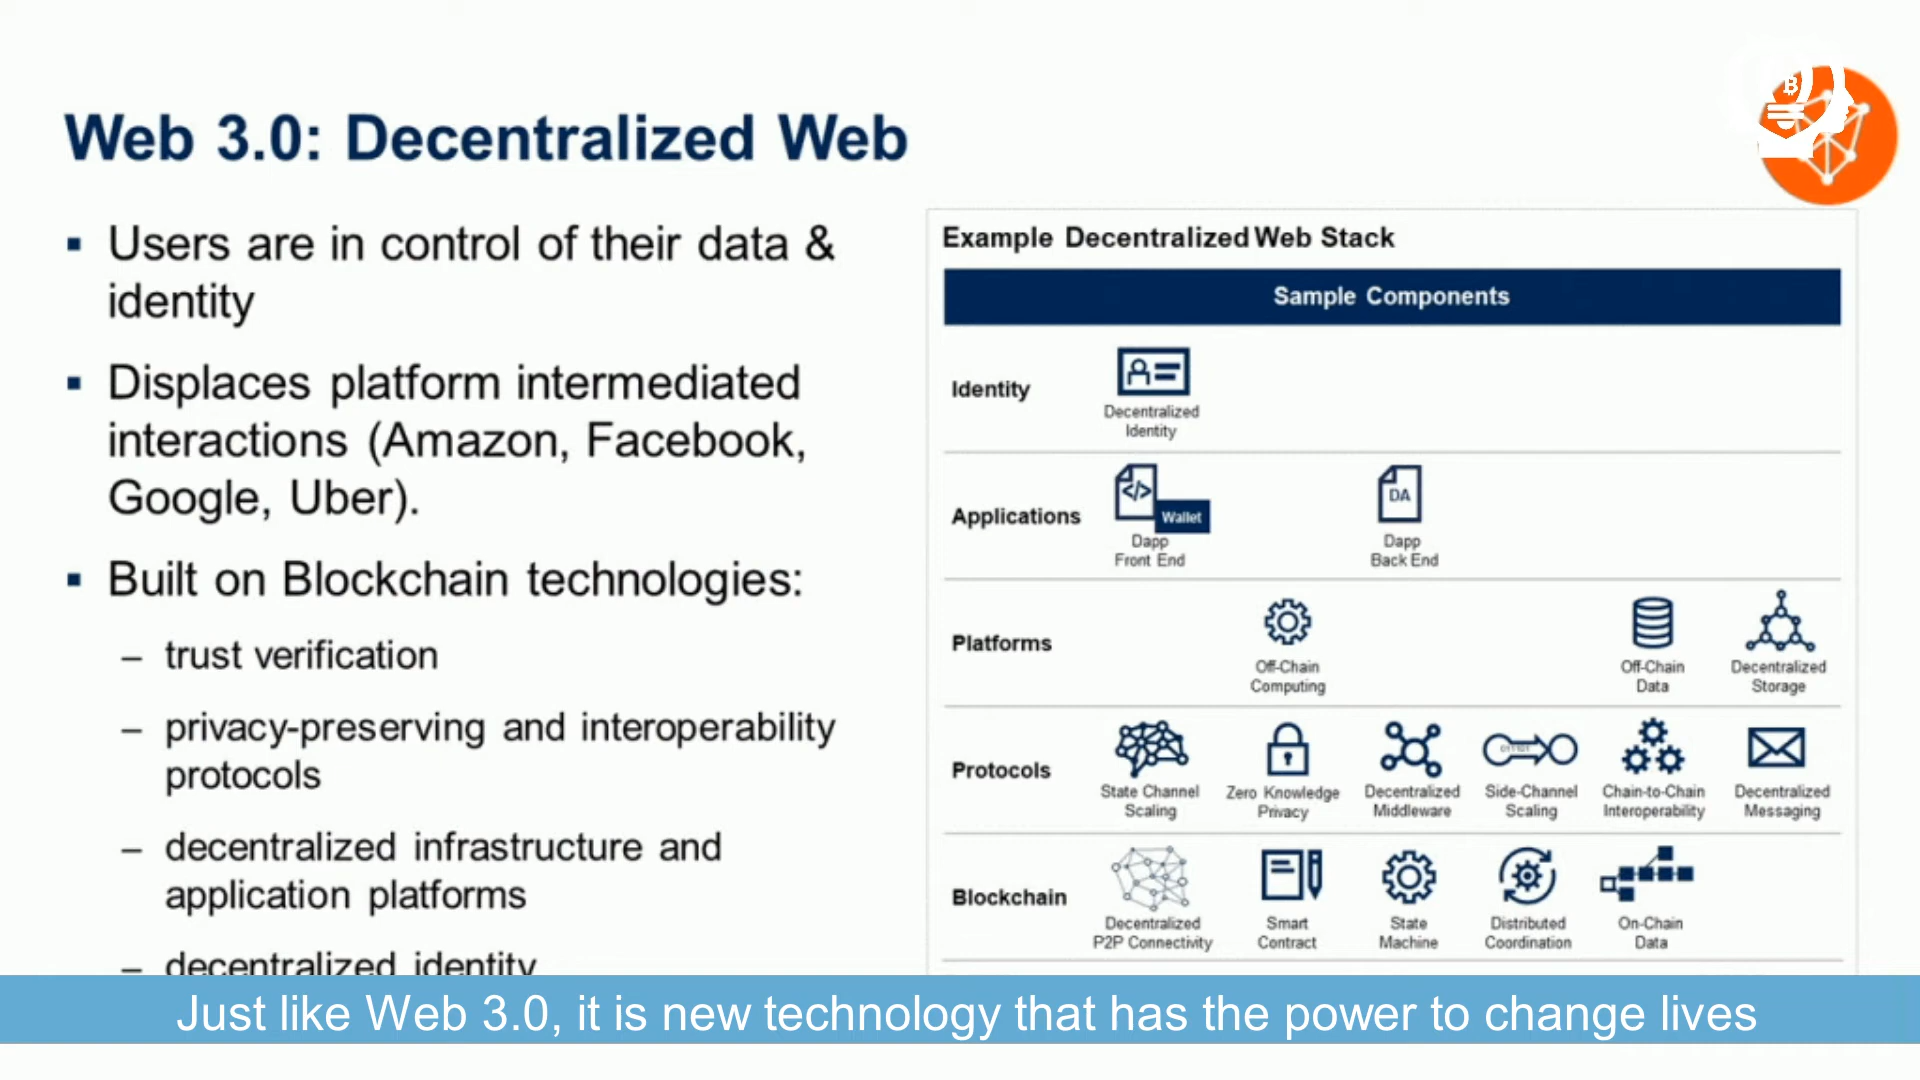 Web 3.0: Decentralized Web
▪ Users are in control of their data &
identity
▪ Displaces platform intermediated
interactions (Amazon, Facebook,
Google, Uber).
▪ Built on Blockchain technologies:
– trust verification
– privacy-preserving and interoperability
protocols
– decentralized infrastructure and
application platforms
– decentralized identity
Example Decentralized Web Stack
Sample Components
Identity
Decentralized
Identity
Applications
</>
Wallet
Dapp
Front End
DA
Dapp
Back End
Platforms
Off-Chain
Computing
Off-Chain
Data
Decentralized
Storage
Protocols
State Channel
Scaling
Zero Knowledge
Privacy
Decentralized
Middleware
Side-Channel
Scaling
Chain-to-Chain
Interoperability
Decentralized
Messaging
Blockchain
Decentralized
P2P Connectivity
Smart
Contract
State
Machine
Distributed
Coordination
On-Chain
Data
Just like Web 3.0, it is new technology that has the power to change lives